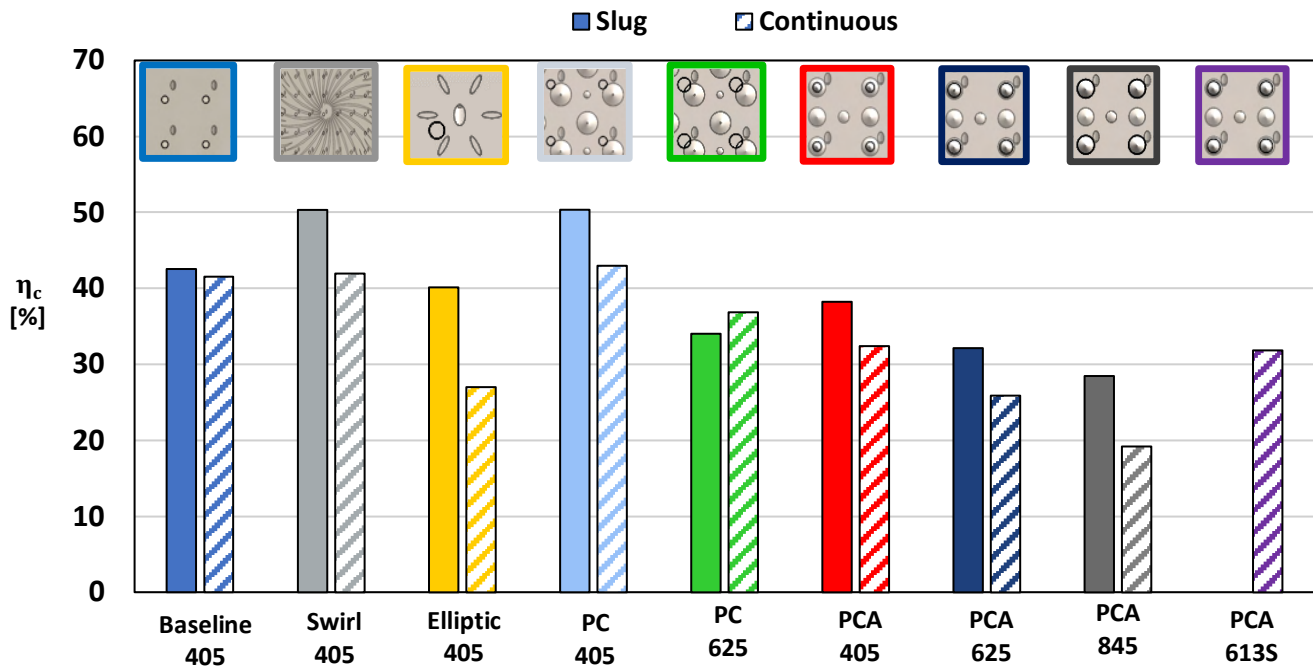 Slug Continuous
70
60
50
40
30
20
10
0
ηc
[%]
Baseline
405
Swirl
405
Elliptic
405
PC
405
PC
625
PCA
405
PCA
625
PCA
845
PCA
613S